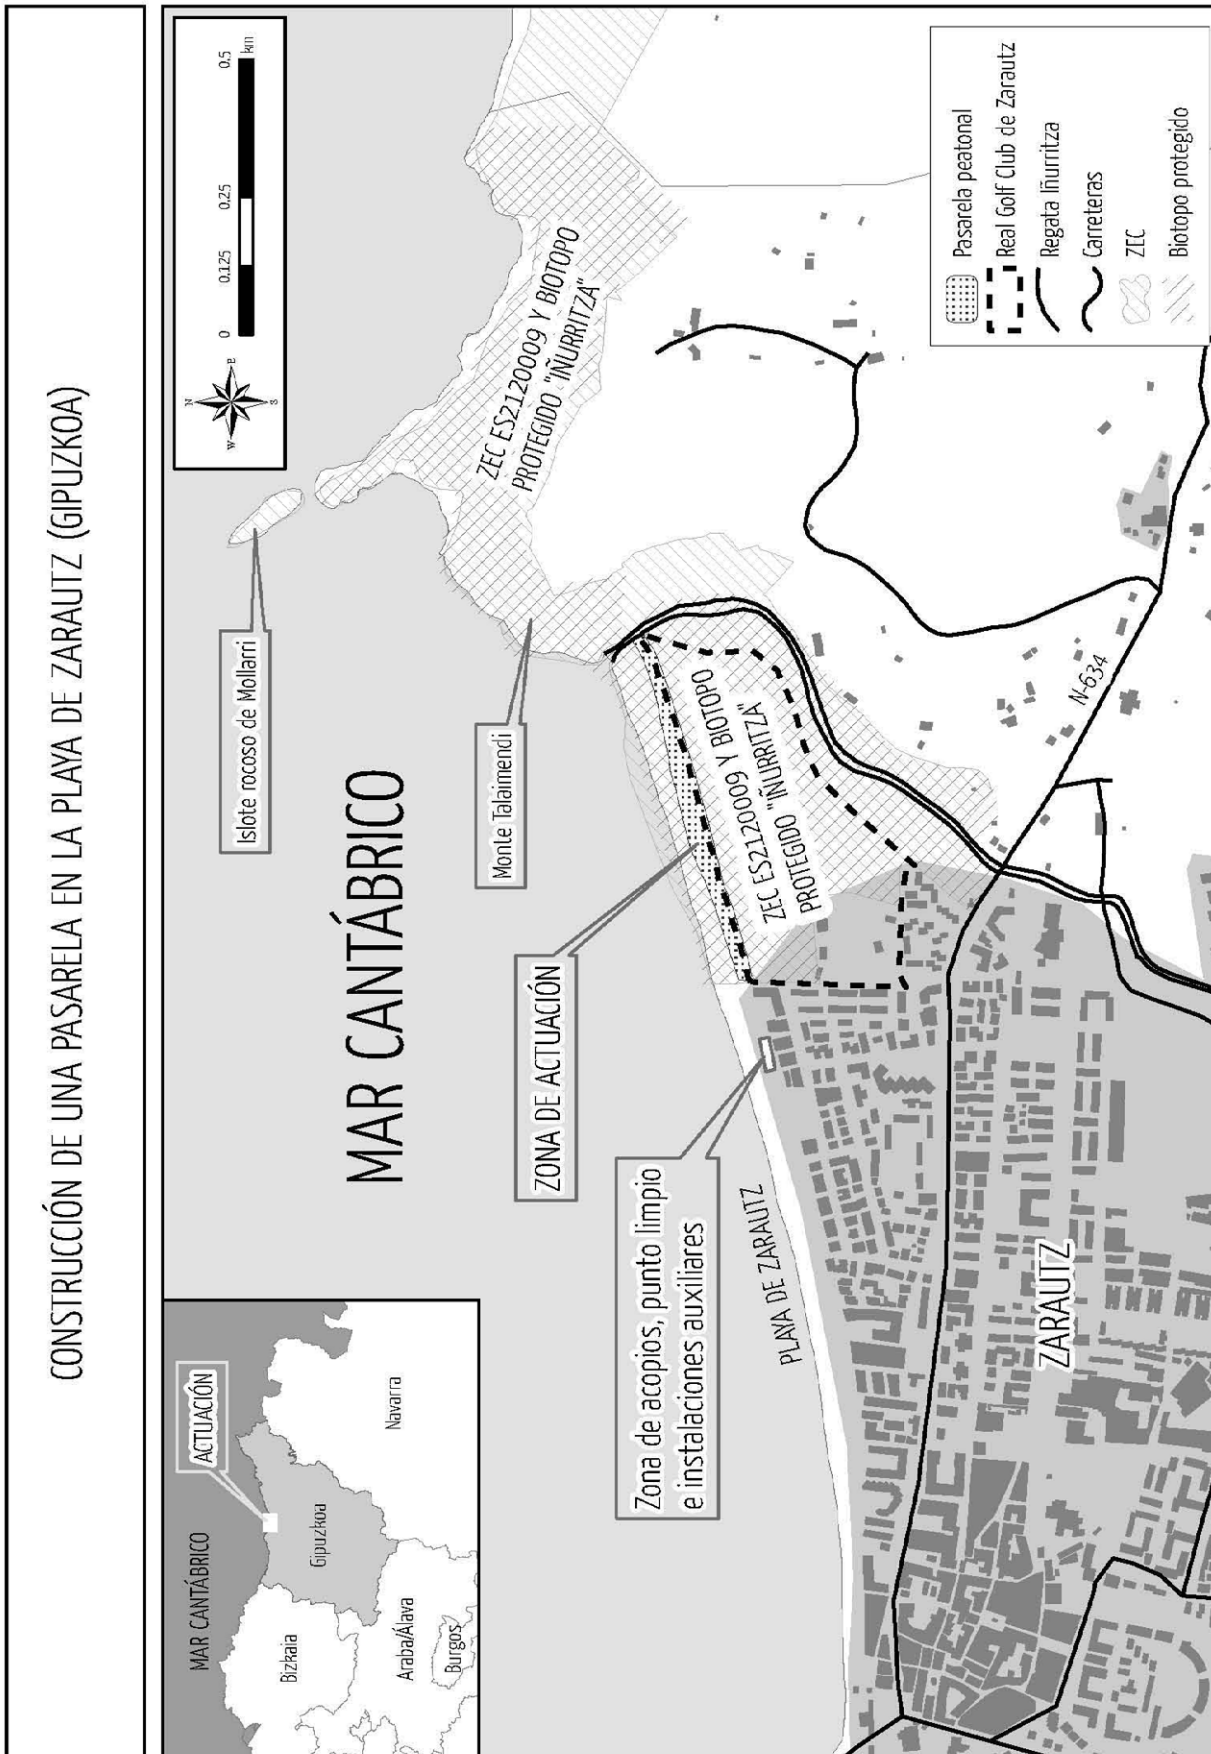 CONSTRUCCIÓN DE UNA PASARELA EN LA PLAYA DE ZARAUTZ (GIPUZKOA)
MAR CANTÁBRICO
ACTUACIÓN
Bizkaia
Gipuzkoa
Navarra
Araba/Álava
Burgos
Islote rocoso de Mollarri
0 0.125 0.25 0.5
km
N
W E
S
MAR CANTÁBRICO
Monte Talaimendi
ZONA DE ACTUACIÓN
Zona de acopios, punto limpio
e instalaciones auxiliares
ZEC ES2120009 Y BIOTOPO
PROTEGIDO "IÑURRITZA"
ZEC ES2120009 Y BIOTOPO
PROTEGIDO "IÑURRITZA"
PLAYA DE ZARAUTZ
ZARAUTZ
N-634
Pasarela peatonal
Real Golf Club de Zarautz
Regata Iñurritza
Carreteras
ZEC
Biotopo protegido